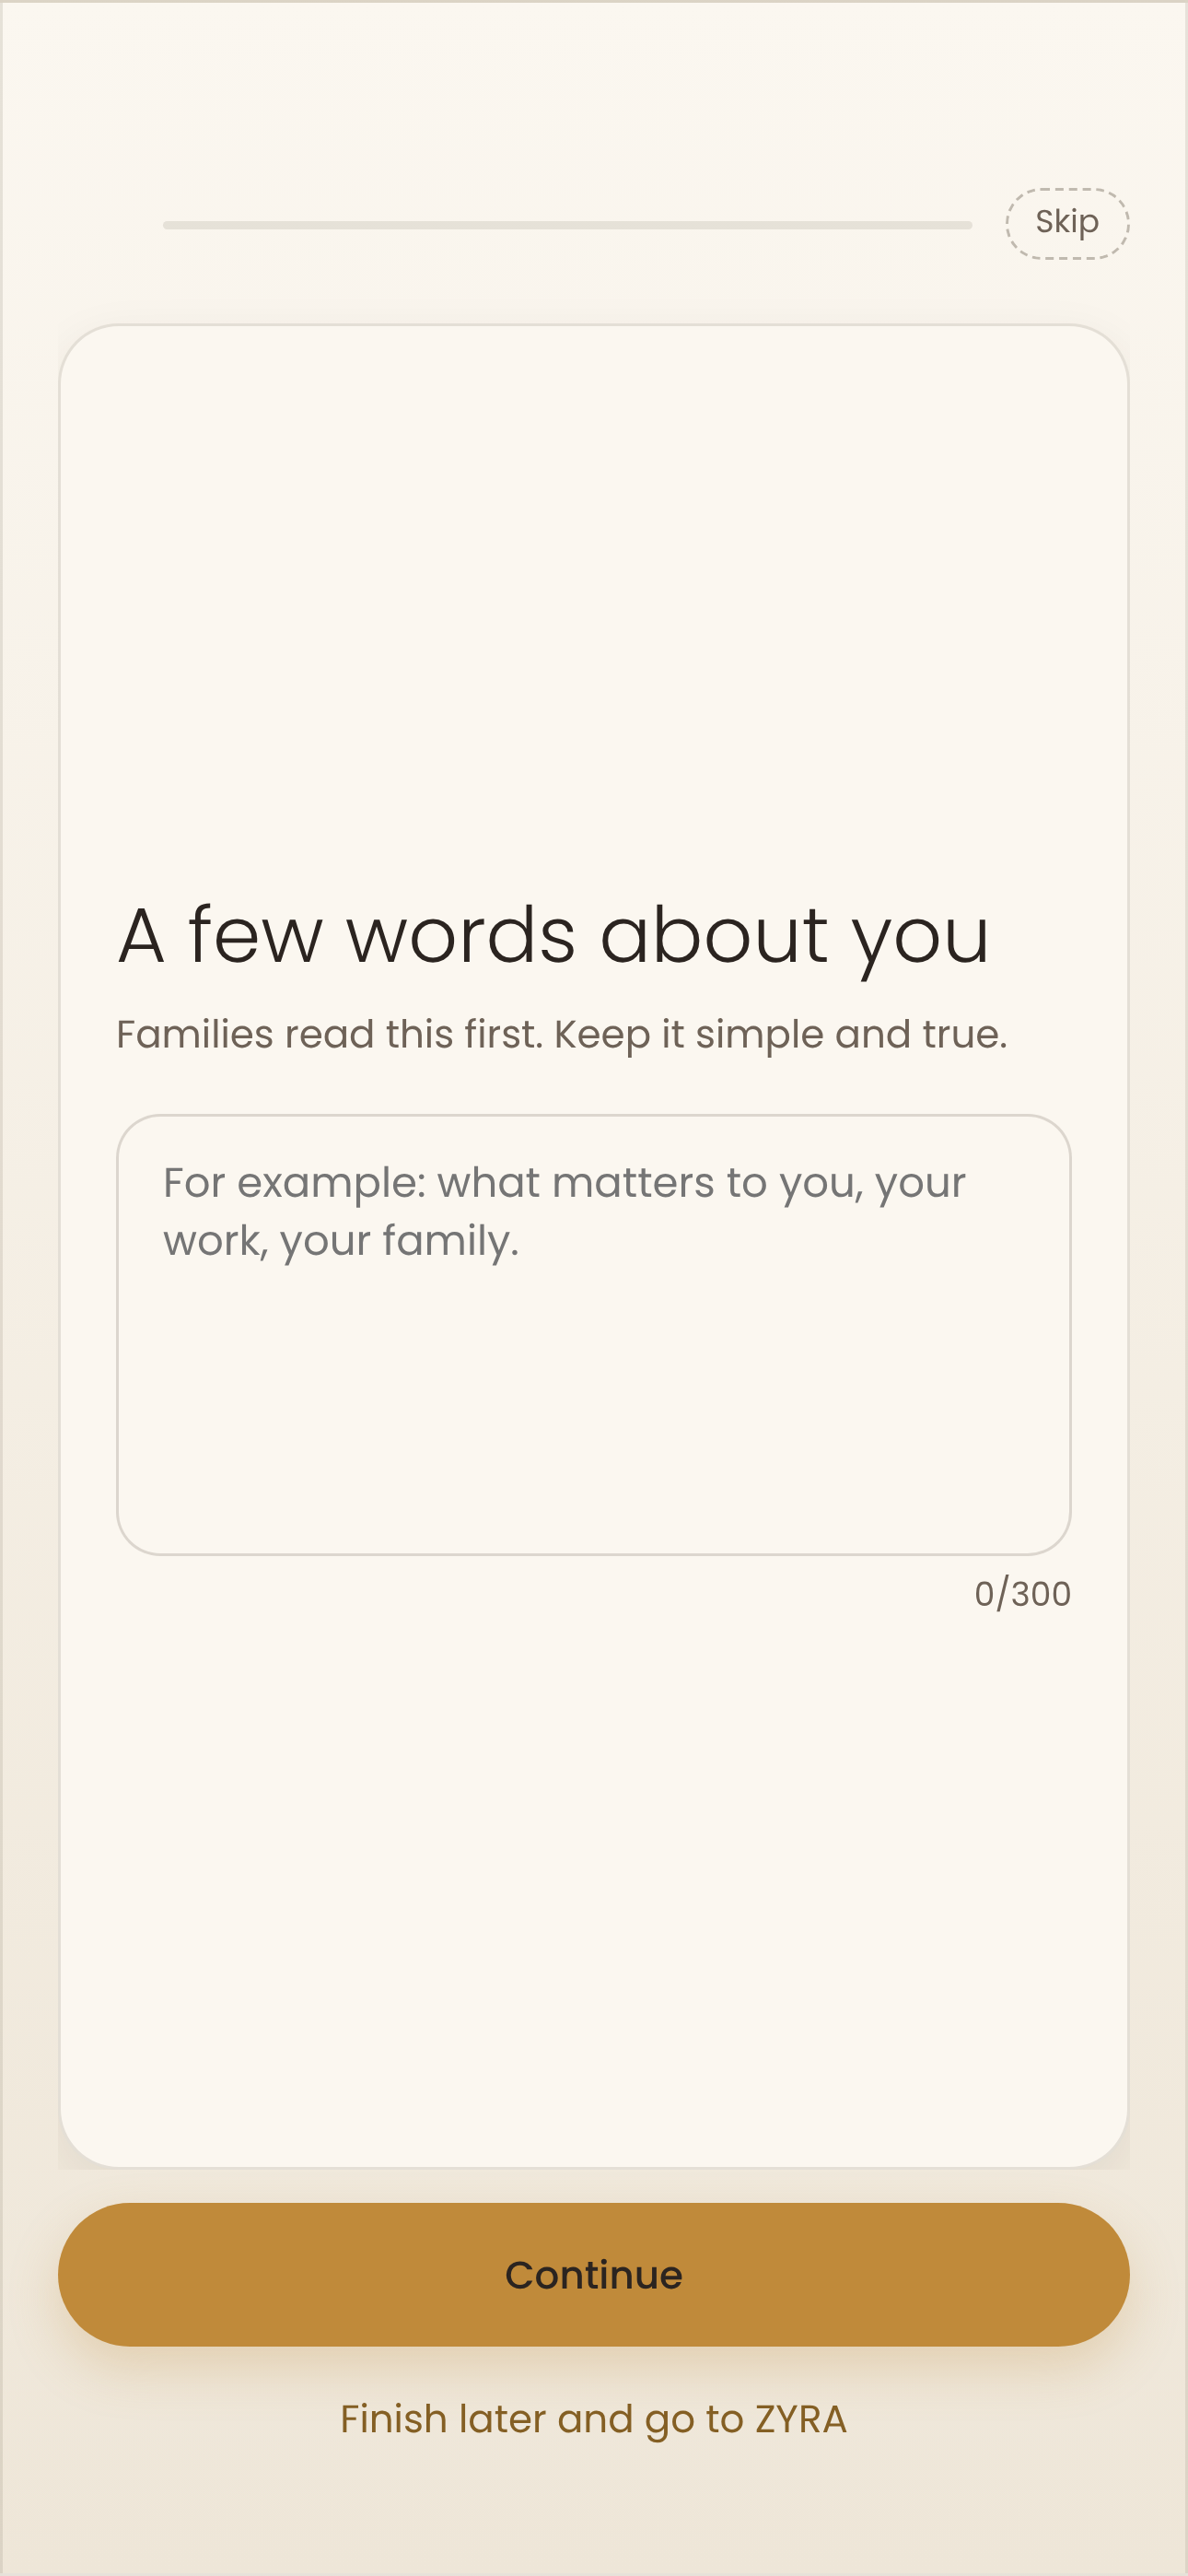 Skip
A few words about you
Families read this first. Keep it simple and true.
For example: what matters to you, your
work, your family.
0/300
Continue
Finish later and go to ZYRA